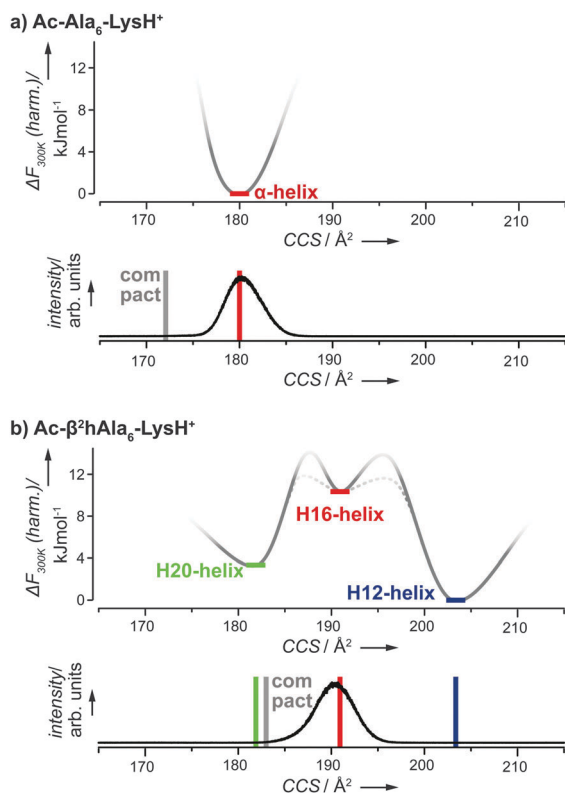 a) Ac-Ala₆-LysH⁺
ΔF₃₀₀K (harm.)/
kJmol⁻¹
12
8
4
0
α-helix
170
180
190
200
210
CCS / Å²
intensity/
arb. units
com
pact
170
180
190
200
210
CCS / Å²
b) Ac-β²hAla₆-LysH⁺
ΔF₃₀₀K (harm.)/
kJmol⁻¹
12
8
4
0
H16-helix
H20-helix
H12-helix
170
180
190
200
210
CCS / Å²
intensity/
arb. units
com
pact
170
180
190
200
210
CCS / Å²